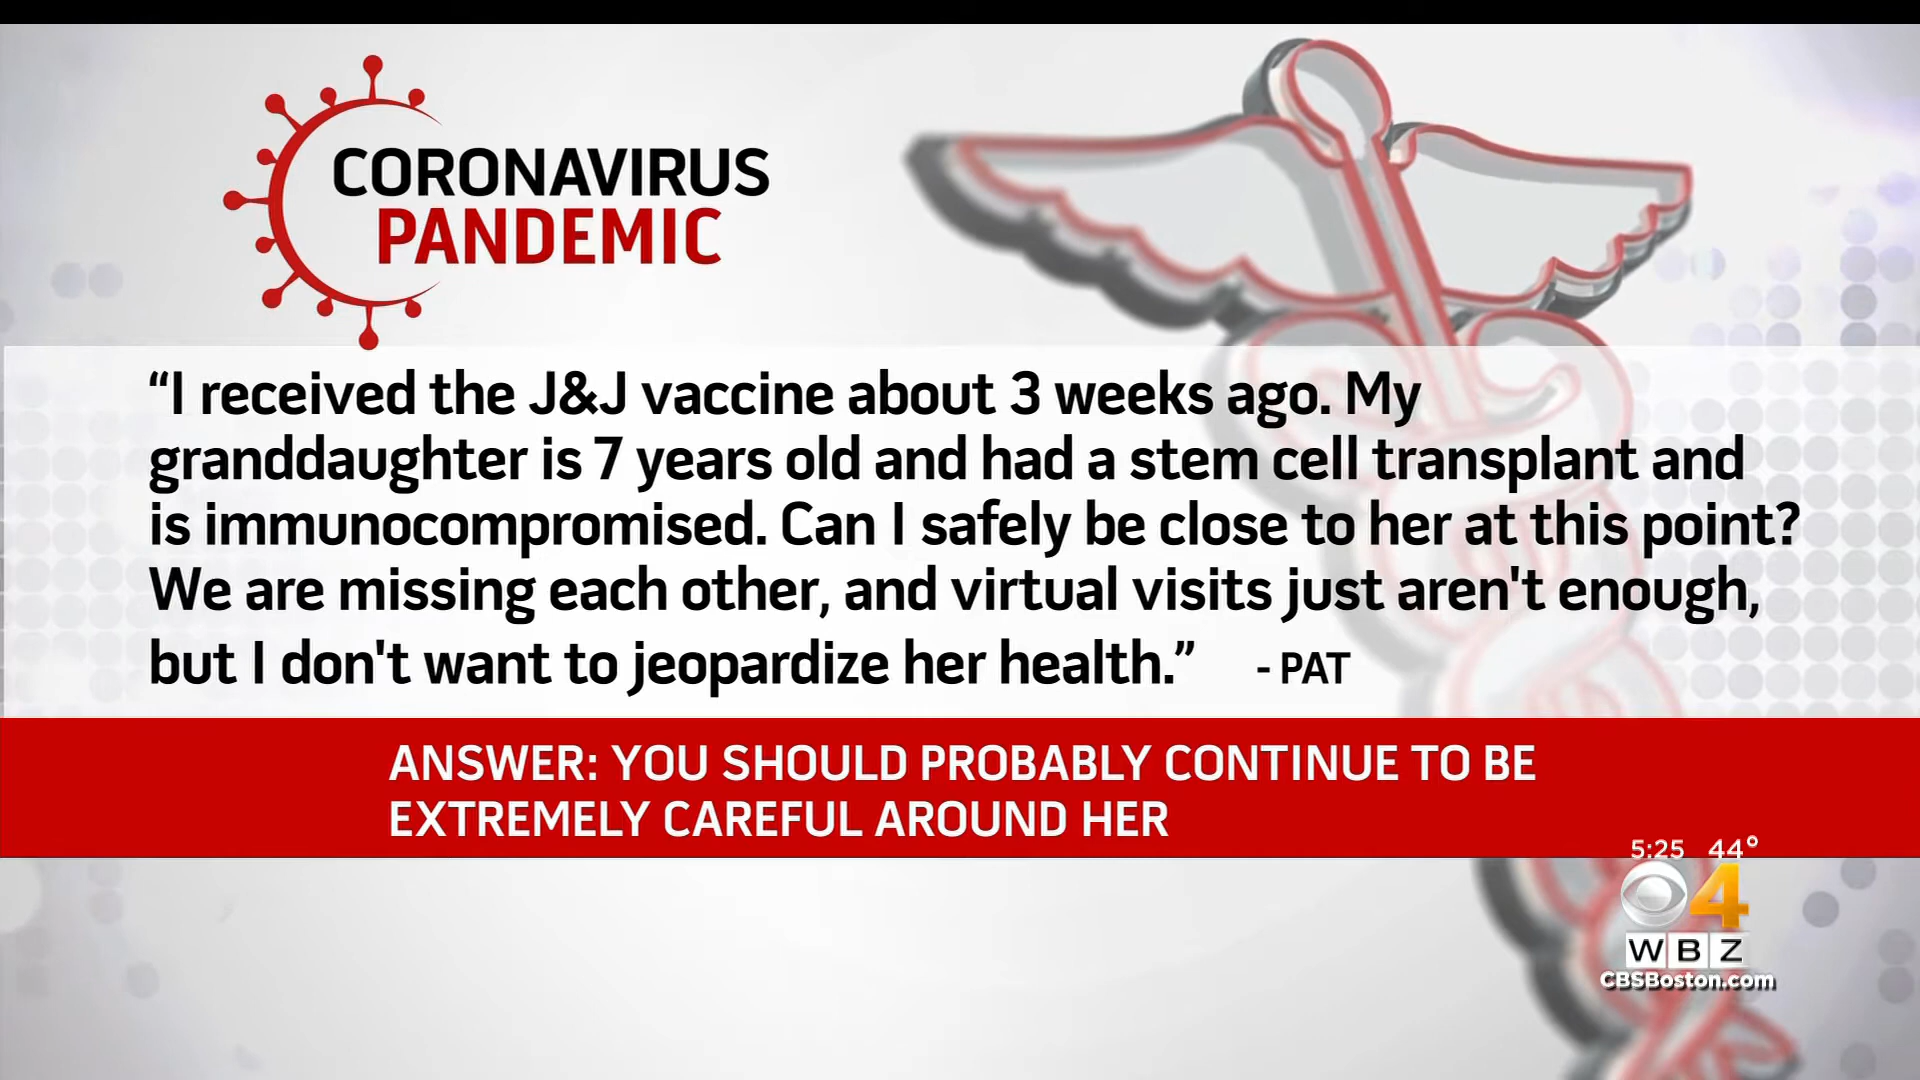 CORONAVIRUS
PANDEMIC
“I received the J&J vaccine about 3 weeks ago. My
granddaughter is 7 years old and had a stem cell transplant and
is immunocompromised. Can I safely be close to her at this point?
We are missing each other, and virtual visits just aren't enough,
but I don't want to jeopardize her health.” - PAT
ANSWER: YOU SHOULD PROBABLY CONTINUE TO BE
EXTREMELY CAREFUL AROUND HER
5:25 44°
4
WBZ
CBSBoston.com